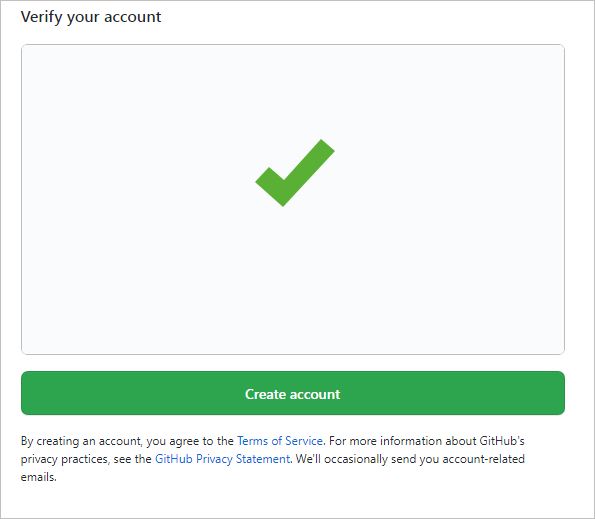 Verify your account
Create account
By creating an account, you agree to the Terms of Service. For more information about GitHub's
privacy practices, see the GitHub Privacy Statement. We'll occasionally send you account-related
emails.